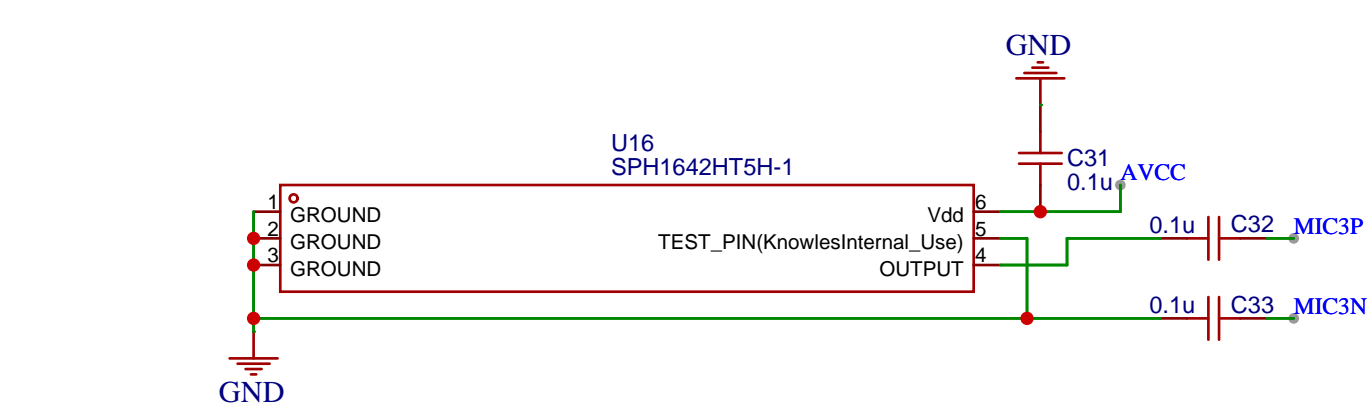 GND
U16
SPH1642HT5H-1
C31
0.1u
AVCC
1
GROUND
Vdd
6
2
GROUND
TEST_PIN(KnowlesInternal_Use)
5
0.1u
C32
MIC3P
3
GROUND
OUTPUT
4
0.1u
C33
MIC3N
GND